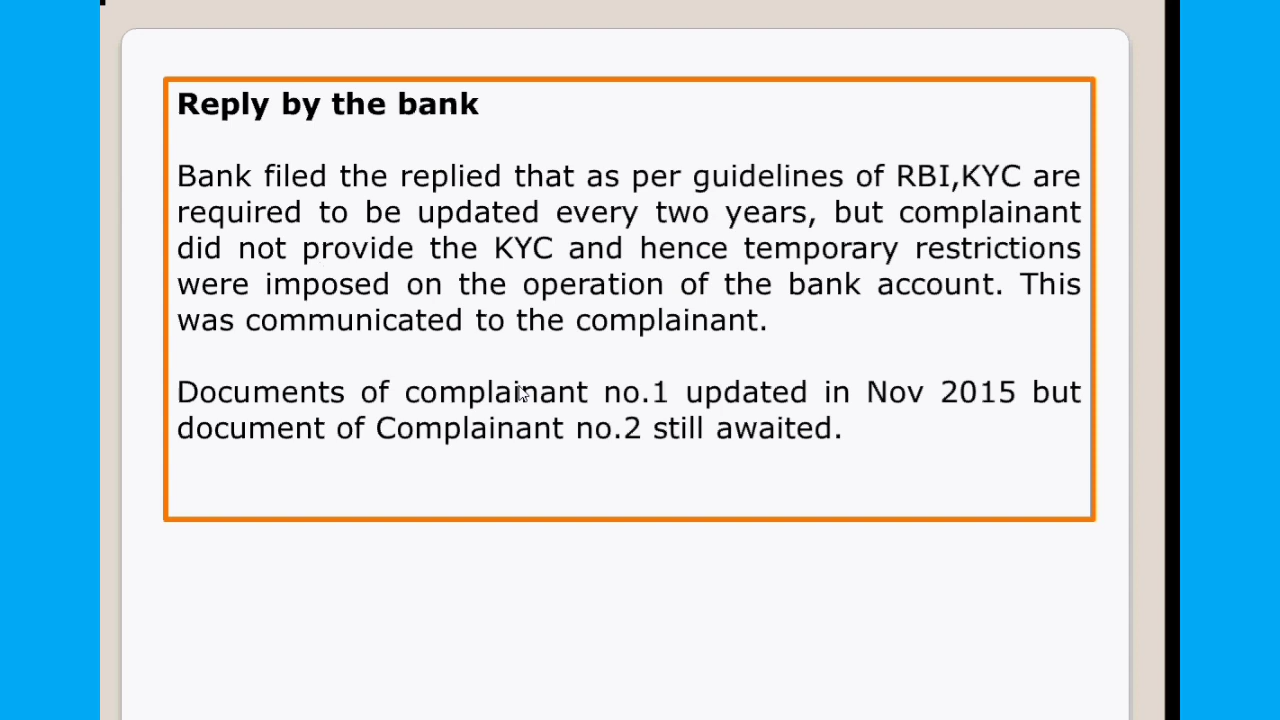 Reply by the bank
Bank filed the replied that as per guidelines of RBI,KYC are
required to be updated every two years, but complainant
did not provide the KYC and hence temporary restrictions
were imposed on the operation of the bank account. This
was communicated to the complainant.
Documents of complainant no.1 updated in Nov 2015 but
document of Complainant no.2 still awaited.